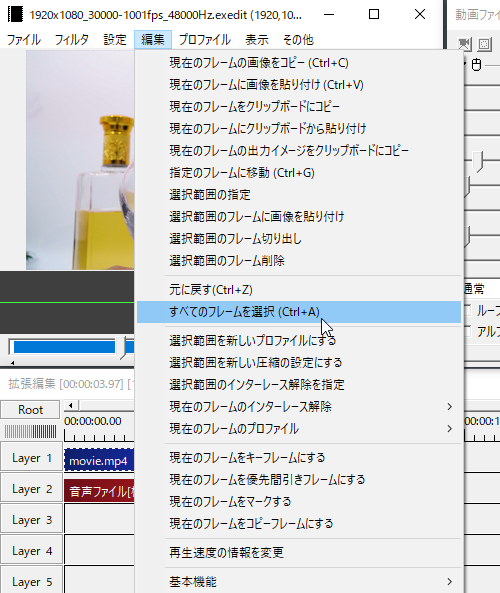 1920x1080_30000-1001fps_48000Hz.exedit (1920,10...
動画ファイ
ファイル フィルタ 設定 編集 プロファイル 表示 その他
現在のフレームの画像をコピー (Ctrl+C)
現在のフレームに画像を貼り付け (Ctrl+V)
現在のフレームをクリップボードにコピー
現在のフレームにクリップボードから貼り付け
現在のフレームの出力イメージをクリップボードにコピー
指定のフレームに移動 (Ctrl+G)
選択範囲の指定
選択範囲のフレームに画像を貼り付け
選択範囲のフレーム切り出し
選択範囲のフレーム削除
元に戻す(Ctrl+Z)
通常
すべてのフレームを選択 (Ctrl+A)
ループ
アルフ
選択範囲を新しいプロファイルにする
選択範囲を新しい圧縮の設定にする
選択範囲のインターレース解除を指定
拡張編集 [00:00:03.97] [
現在のフレームのインターレース解除
Root
00:00:00.00
00:00:1
現在のフレームのプロファイル
Layer 1
movie.mp4
現在のフレームをキーフレームにする
現在のフレームを優先間引きフレームにする
Layer 2
音声ファイル[
現在のフレームをマークする
Layer 3
現在のフレームをコピーフレームにする
Layer 4
再生速度の情報を変更
Layer 5
基本機能